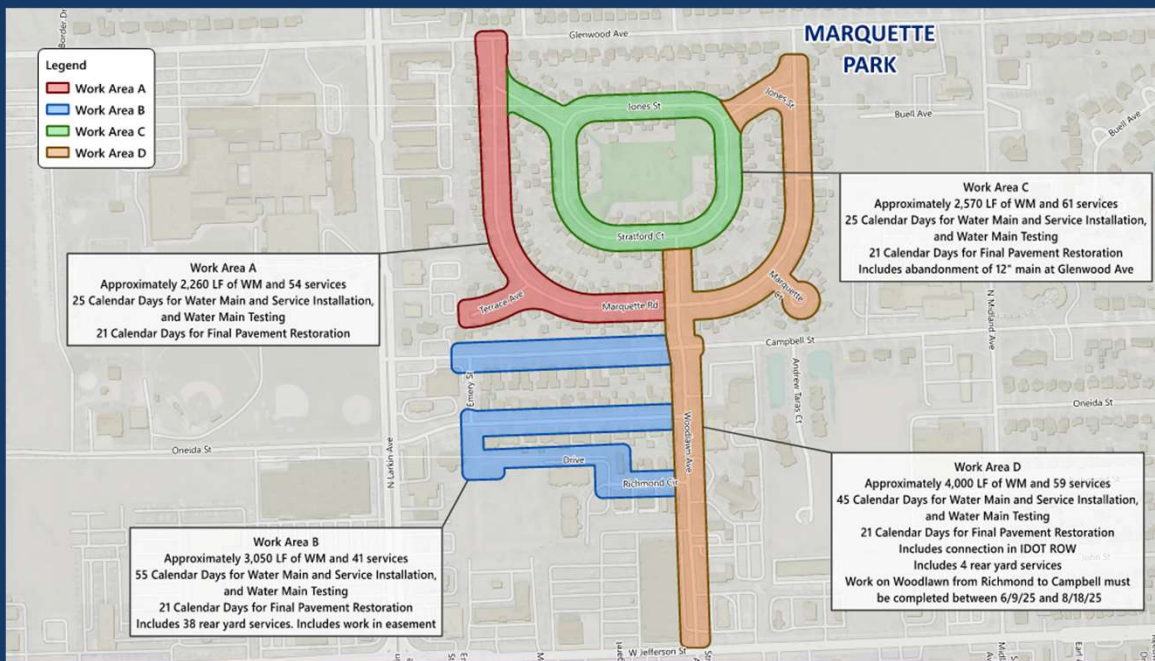 MARQUETTE
PARK
Legend
Work Area A
Work Area B
Work Area C
Work Area D
Border Dr
Glenwood Ave
Jones St
Jones St
Buell Ave
Buell Ave
Stratford Ct
Terrace Ave
Marquette Rd
Marquette
Ct
Campbell St
N Midland Ave
Andrew Taras Ct
Emery St
Oneida St
Oneida St
N Larkin Ave
Woodlawn Ave
Drive
Richmond Cir
W Jefferson St
Work Area C
Approximately 2,570 LF of WM and 61 services
25 Calendar Days for Water Main and Service Installation,
and Water Main Testing
21 Calendar Days for Final Pavement Restoration
Includes abandonment of 12" main at Glenwood Ave
Work Area A
Approximately 2,260 LF of WM and 54 services
25 Calendar Days for Water Main and Service Installation,
and Water Main Testing
21 Calendar Days for Final Pavement Restoration
Work Area D
Approximately 4,000 LF of WM and 59 services
45 Calendar Days for Water Main and Service Installation,
and Water Main Testing
21 Calendar Days for Final Pavement Restoration
Includes connection in IDOT ROW
Includes 4 rear yard services
Work on Woodlawn from Richmond to Campbell must
be completed between 6/9/25 and 8/18/25
Work Area B
Approximately 3,050 LF of WM and 41 services
55 Calendar Days for Water Main and Service Installation,
and Water Main Testing
21 Calendar Days for Final Pavement Restoration
Includes 38 rear yard services. Includes work in easement